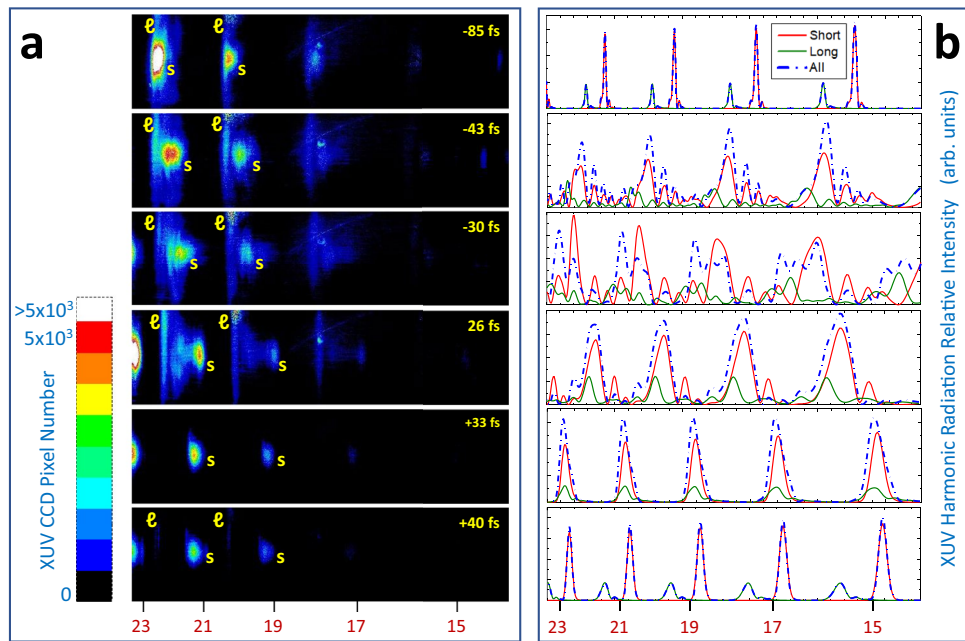 a
ℓ ℓ -85 fs
s s
ℓ ℓ -43 fs
s s
ℓ ℓ -30 fs
s s
ℓ ℓ 26 fs
s s
+33 fs
s s
ℓ ℓ +40 fs
s s
>5x10³
5x10³
0
XUV CCD Pixel Number
23 21 19 17 15
b
Short
Long
All
23 21 19 17 15
XUV Harmonic Radiation Relative Intensity (arb. units)